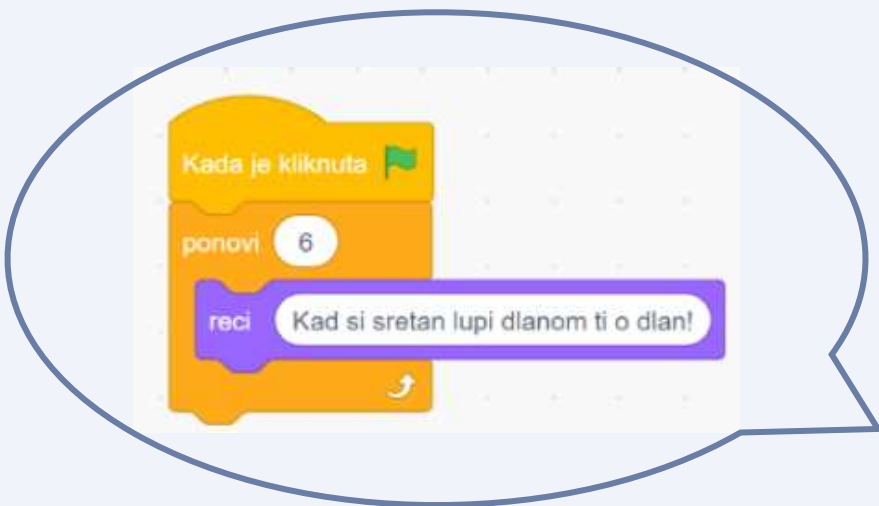 Kada je kliknuta
ponovi 6
reci Kad si sretan lupi dlanom ti o dlan!